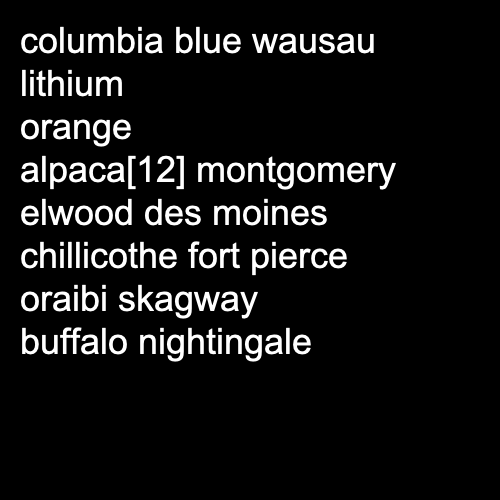 columbia blue wausau
lithium
orange
alpaca[12] montgomery
elwood des moines
chillicothe fort pierce
oraibi skagway
buffalo nightingale